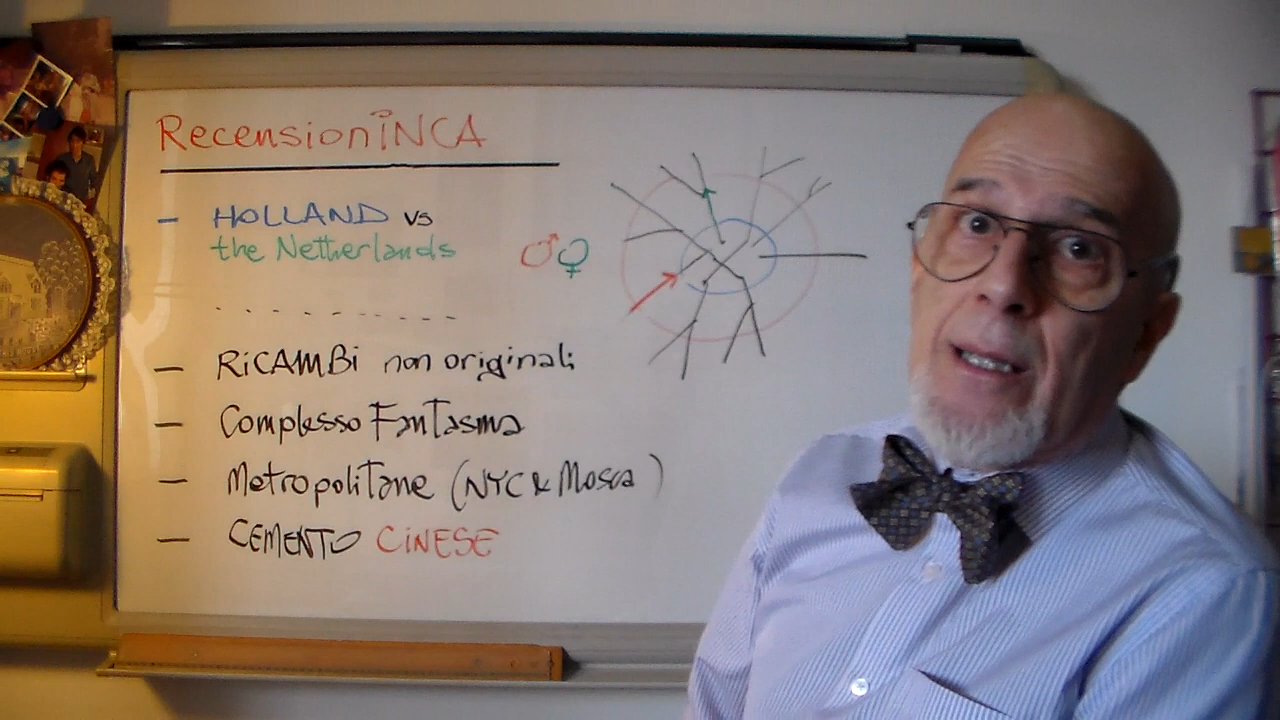 RecensionINCA
- HOLLAND vs
the Netherlands
♂♀
- RiCAMBi non originali
- Complesso Fantasma
- Metropolitane (NYC & Mosca)
- CEMENTO CiNESE